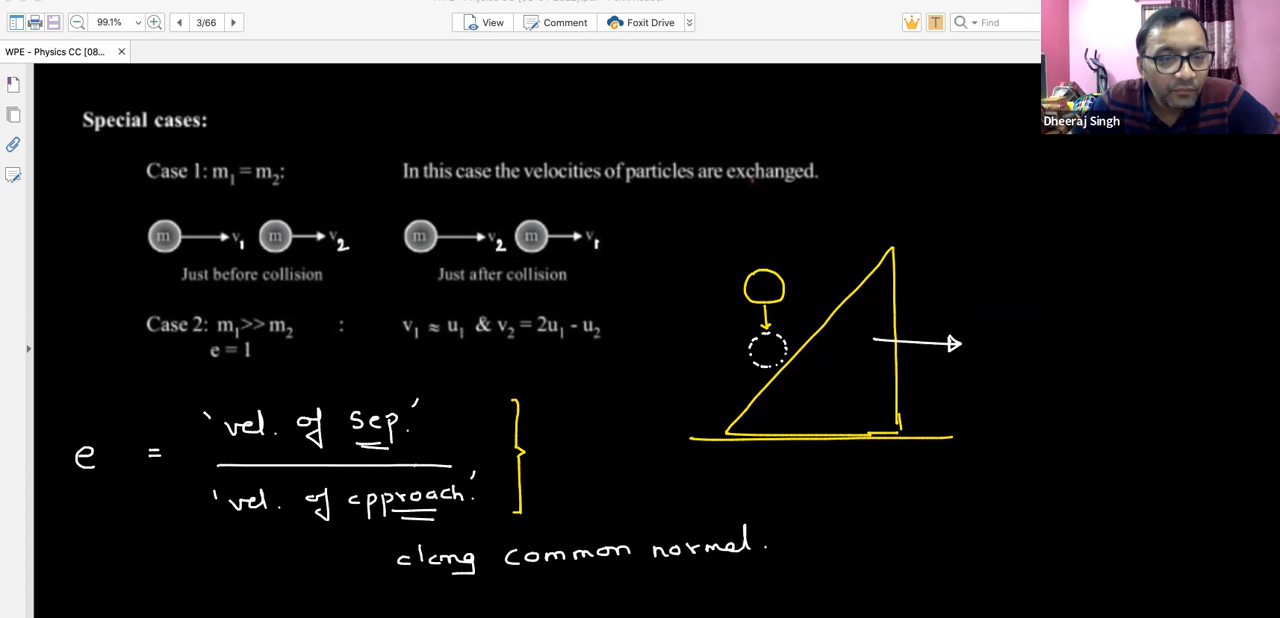 99.1%
3/66
View
Comment
Foxit Drive
T
Find
WPE - Physics CC [08... ×
Dheeraj Singh
Special cases:
Case 1: m₁ = m₂: In this case the velocities of particles are exchanged.
m v₁ m v₂ m v₂ m v₁
Just before collision Just after collision
Case 2: m₁>> m₂ : v₁ ≈ u₁ & v₂ = 2u₁ - u₂
e = 1
e = 'vel. of sep.'
'vel. of approach.'
along common normal.